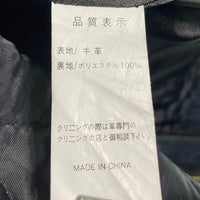 品質表示
表地/牛革
裏地/ポリエステル100%
クリーニングの際は革専門の
クリーニングの店と御相談下さい
MADE IN CHINA